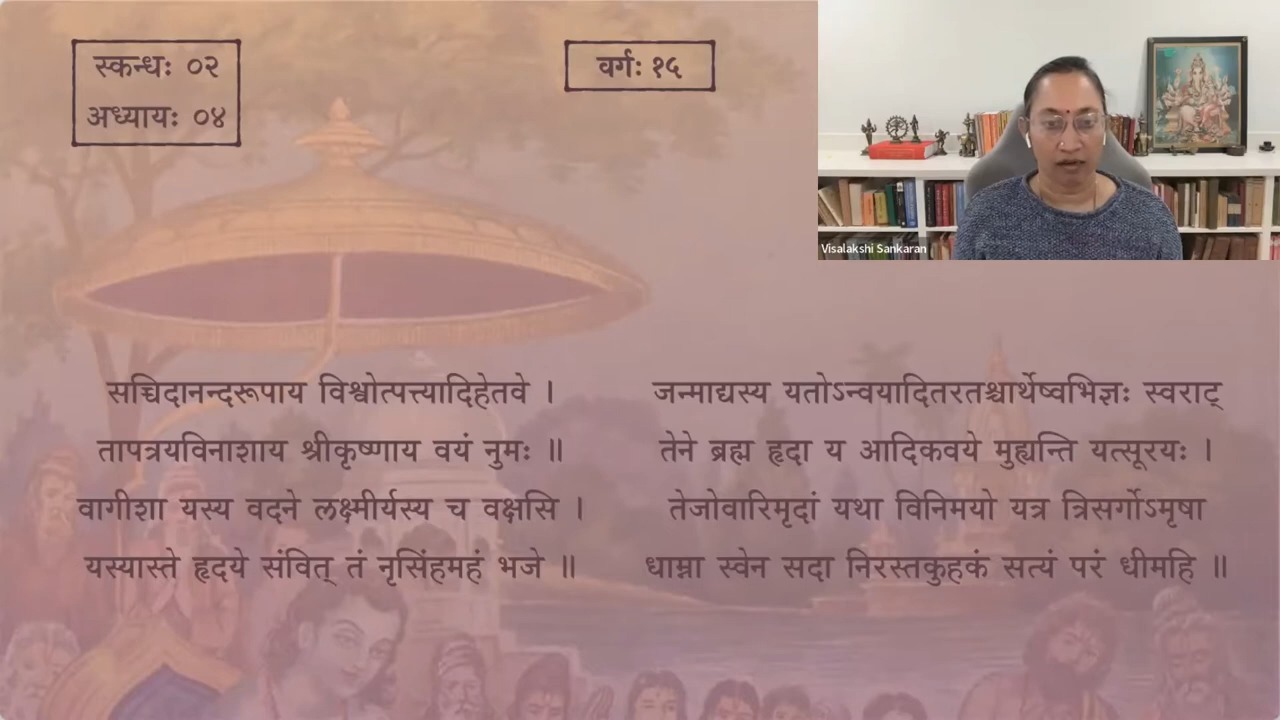 स्कन्धः ०२
अध्यायः ०४
वर्गः १५
Visalakshi Sankaran
सच्चिदानन्दरूपाय विश्वोत्पत्त्यादिहेतवे ।
तापत्रयविनाशाय श्रीकृष्णाय वयं नुमः ॥
वागीशा यस्य वदने लक्ष्मीर्यस्य च वक्षसि ।
यस्यास्ते हृदये संवित् तं नृसिंहमहं भजे ॥
जन्माद्यस्य यतोऽन्वयादितरतश्चार्थेष्वभिज्ञः स्वराट्
तेने ब्रह्म हृदा य आदिकवये मुह्यन्ति यत्सूरयः ।
तेजोवारिमृदां यथा विनिमयो यत्र त्रिसर्गोऽमृषा
धाम्ना स्वेन सदा निरस्तकुहकं सत्यं परं धीमहि ॥